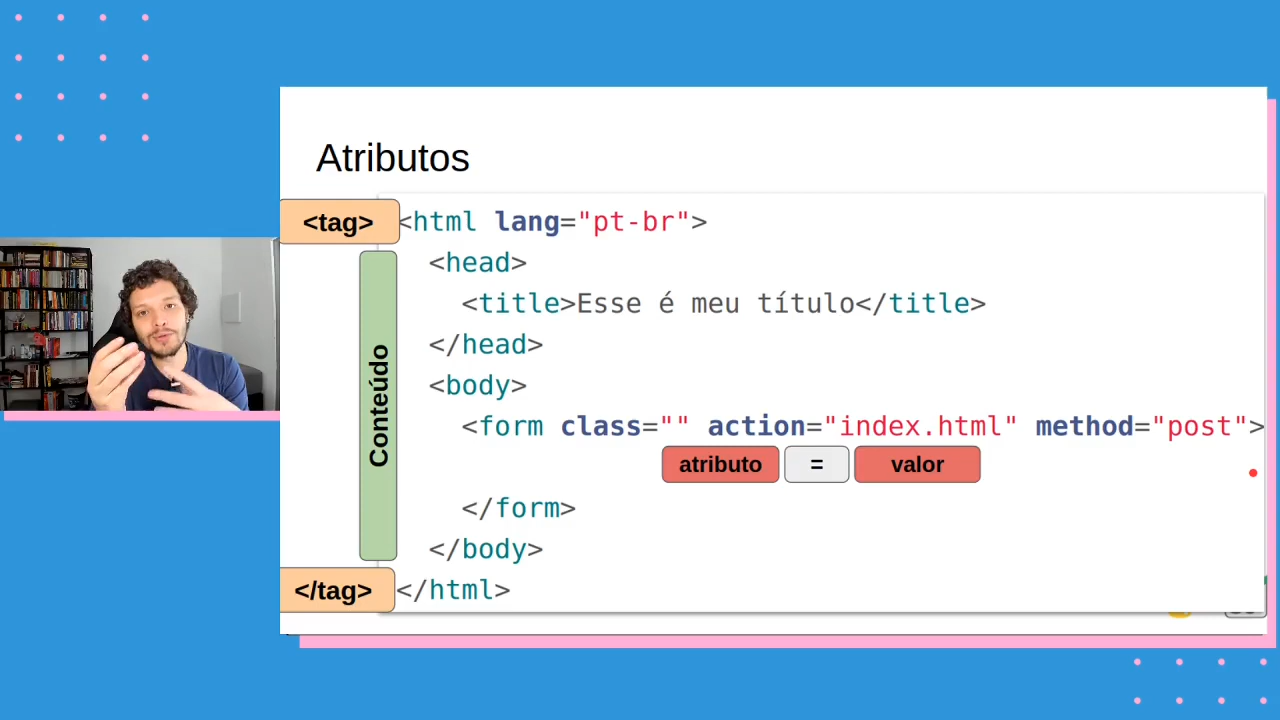 Atributos
<tag>
<html lang="pt-br">
<head>
<title>Esse é meu título</title>
</head>
<body>
<form class="" action="index.html" method="post">
atributo = valor
</form>
</body>
</html>
</tag>
Conteúdo